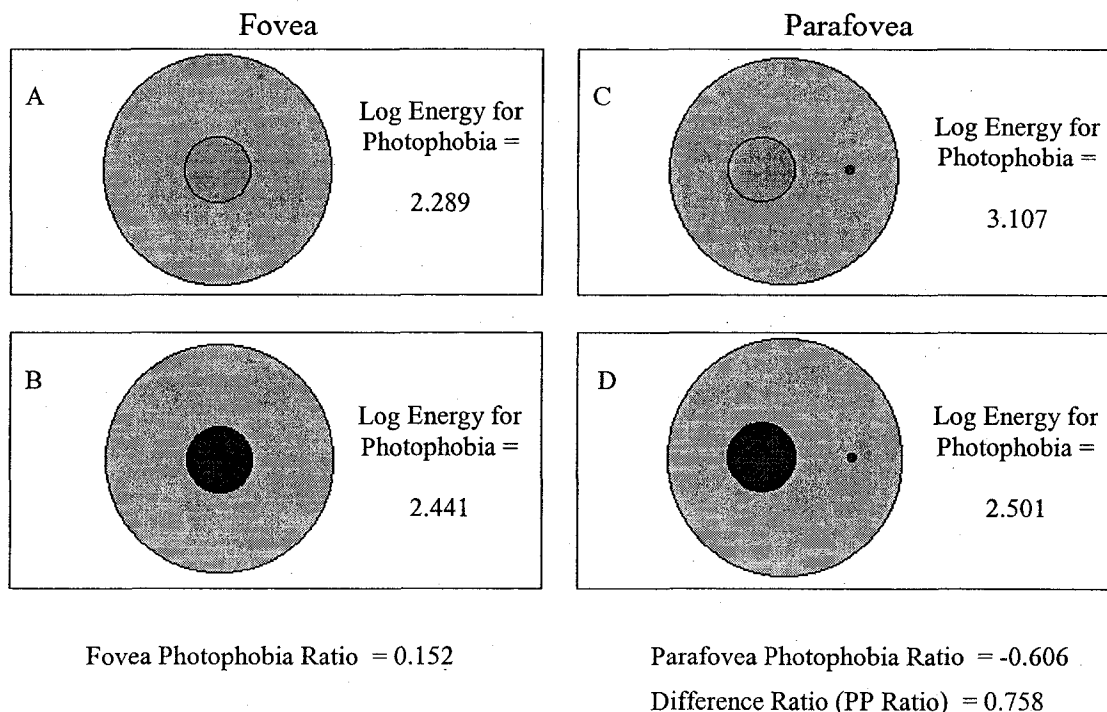 Fovea
A
Log Energy for
Photophobia =
2.289
B
Log Energy for
Photophobia =
2.441
Fovea Photophobia Ratio = 0.152
Parafovea
C
Log Energy for
Photophobia =
3.107
D
Log Energy for
Photophobia =
2.501
Parafovea Photophobia Ratio = -0.606
Difference Ratio (PP Ratio) = 0.758